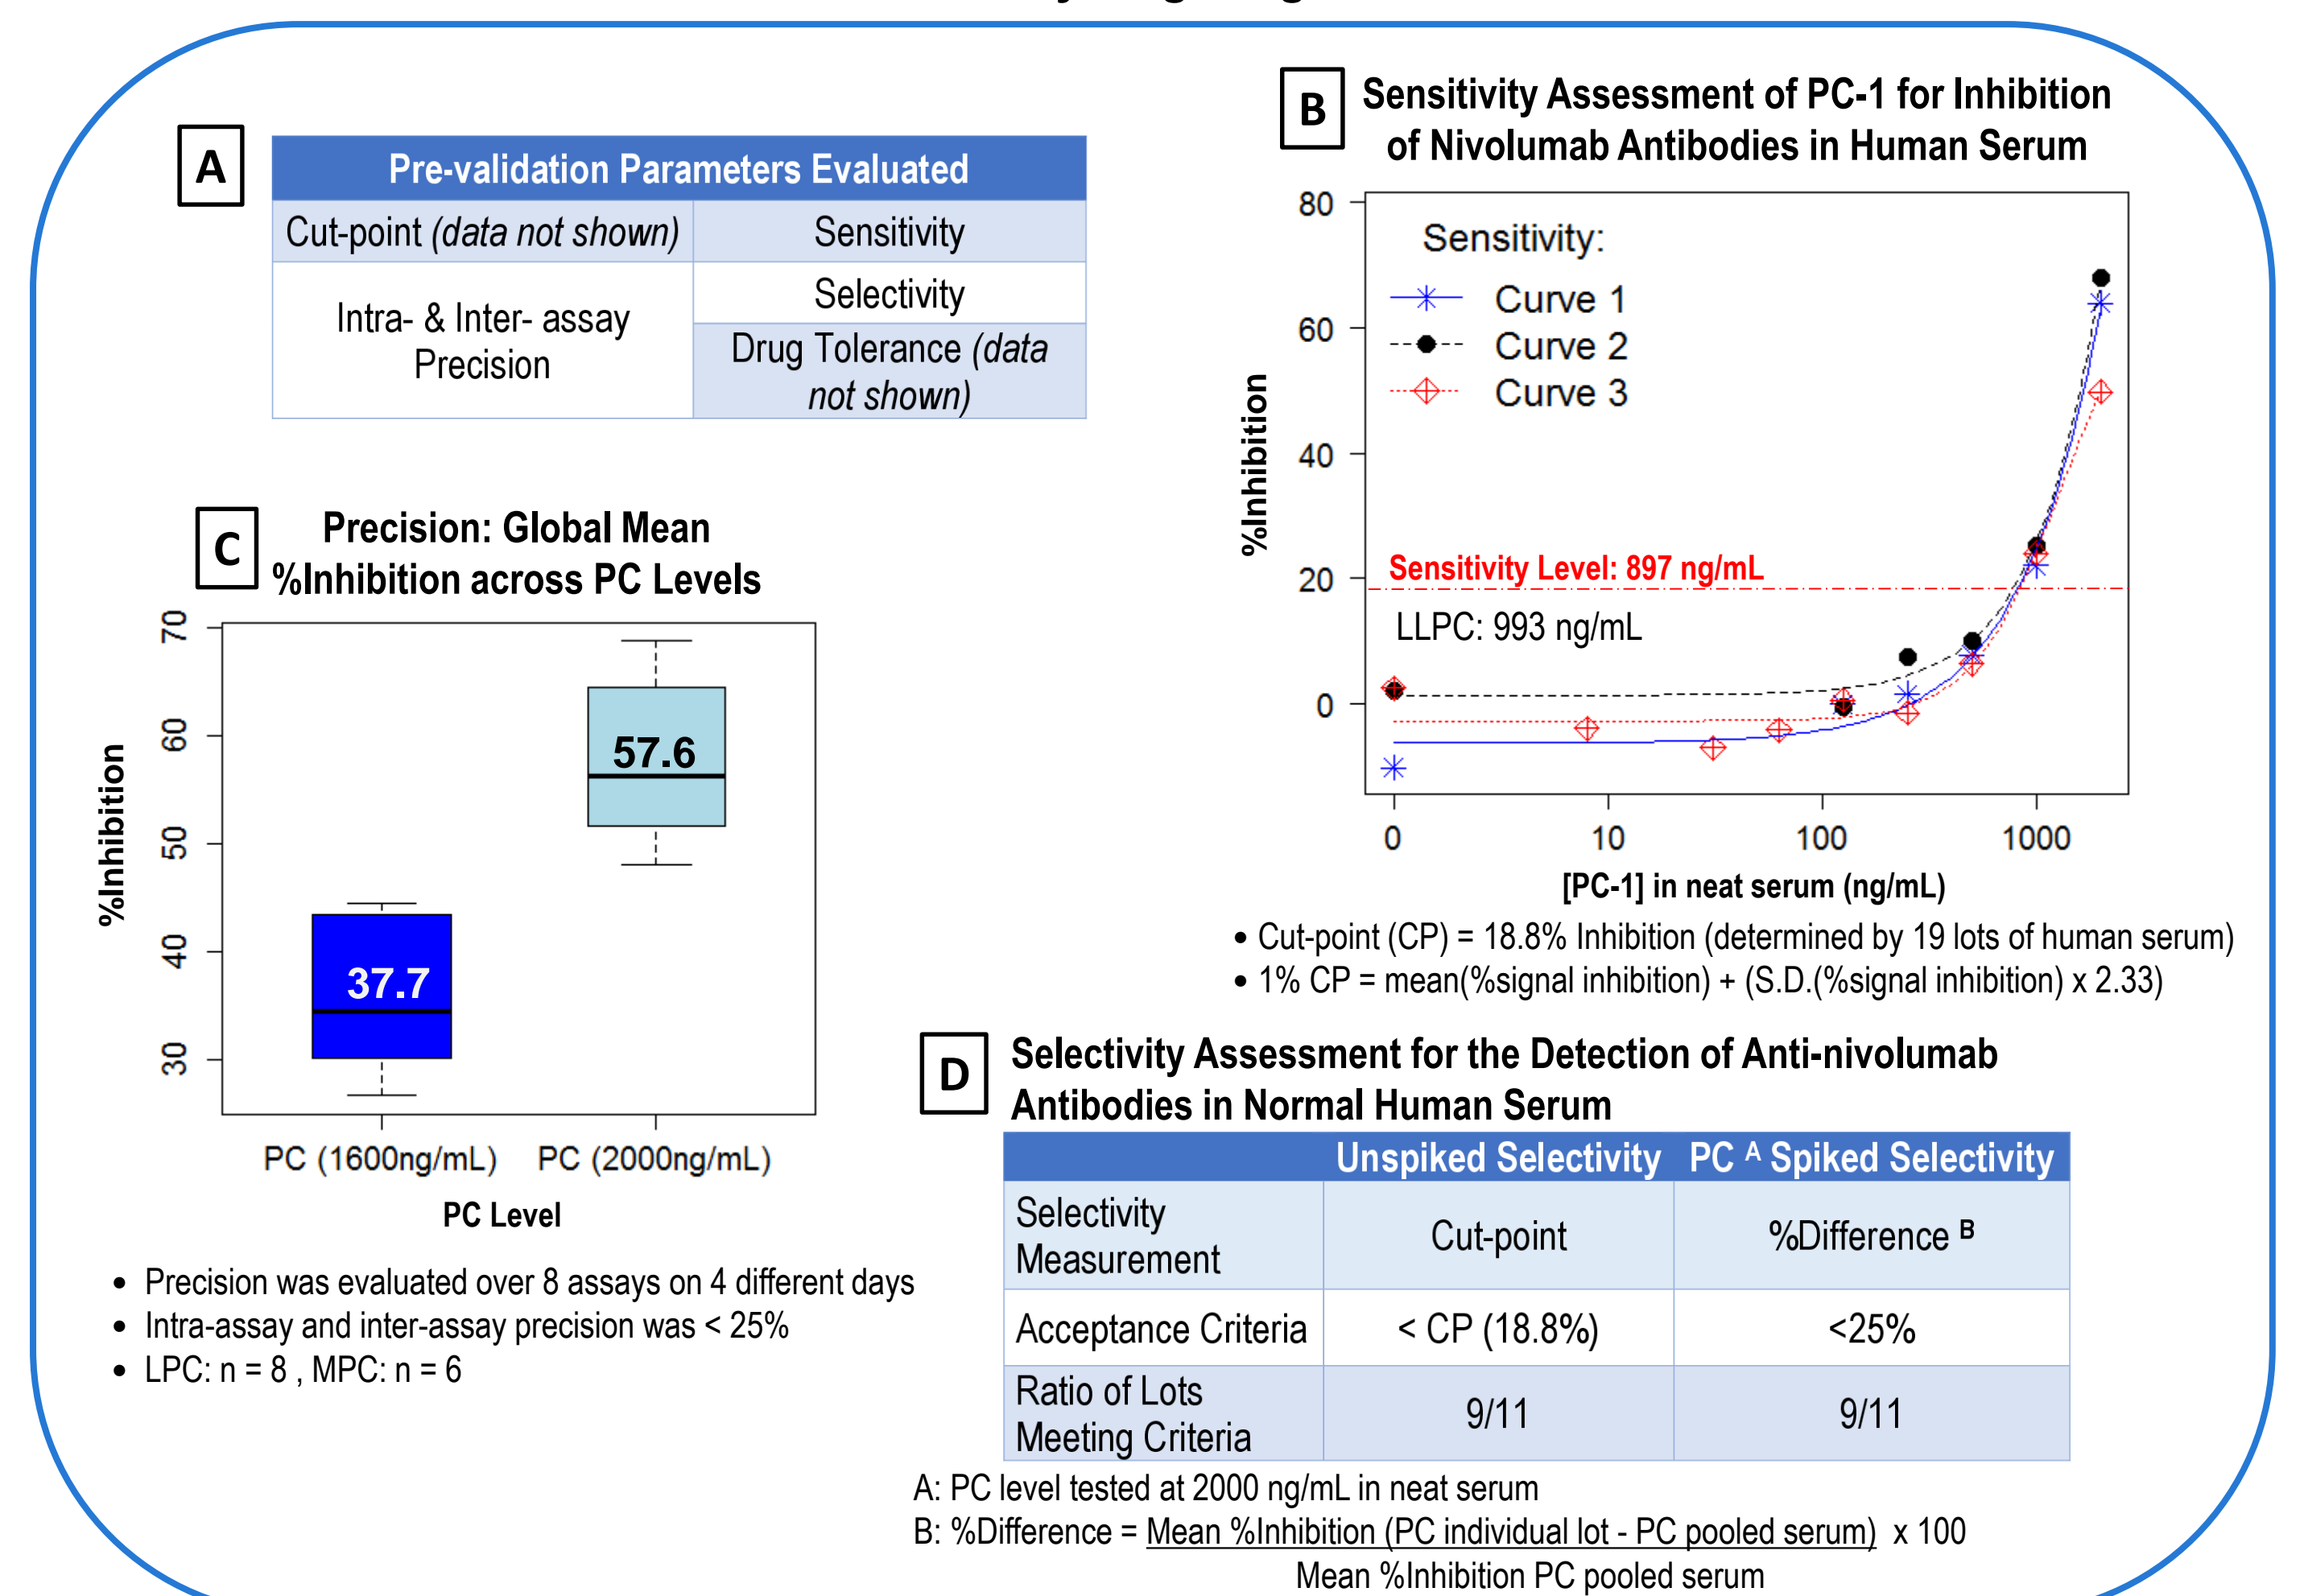 A
Pre-validation Parameters Evaluated
Cut-point (data not shown)
Sensitivity
Intra- & Inter- assay
Precision
Selectivity
Drug Tolerance (data
not shown)
B
Sensitivity Assessment of PC-1 for Inhibition
of Nivolumab Antibodies in Human Serum
%Inhibition
80
60
40
20
0
Sensitivity:
Curve 1
Curve 2
Curve 3
Sensitivity Level: 897 ng/mL
LLPC: 993 ng/mL
0
10
100
1000
[PC-1] in neat serum (ng/mL)
• Cut-point (CP) = 18.8% Inhibition (determined by 19 lots of human serum)
• 1% CP = mean(%signal inhibition) + (S.D.(%signal inhibition) x 2.33)
C
Precision: Global Mean
%Inhibition across PC Levels
%Inhibition
70
60
50
40
30
57.6
37.7
PC (1600ng/mL)
PC (2000ng/mL)
PC Level
• Precision was evaluated over 8 assays on 4 different days
• Intra-assay and inter-assay precision was < 25%
• LPC: n = 8 , MPC: n = 6
D
Selectivity Assessment for the Detection of Anti-nivolumab
Antibodies in Normal Human Serum
Unspiked Selectivity
PC A Spiked Selectivity
Selectivity
Measurement
Cut-point
%Difference B
Acceptance Criteria
< CP (18.8%)
<25%
Ratio of Lots
Meeting Criteria
9/11
9/11
A: PC level tested at 2000 ng/mL in neat serum
B: %Difference = Mean %Inhibition (PC individual lot - PC pooled serum) x 100
Mean %Inhibition PC pooled serum